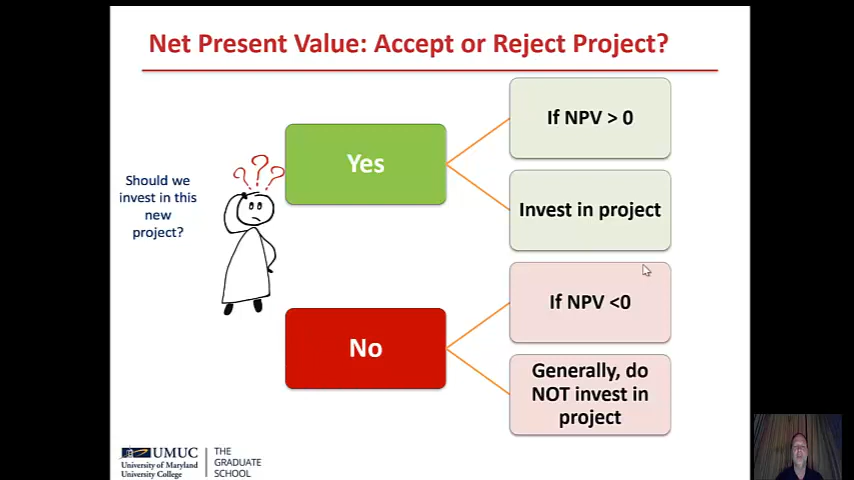 Net Present Value: Accept or Reject Project?
Should we
invest in this
new
project?
???
Yes
If NPV > 0
Invest in project
No
If NPV <0
Generally, do
NOT invest in
project
UMUC
University of Maryland
University College
THE
GRADUATE
SCHOOL